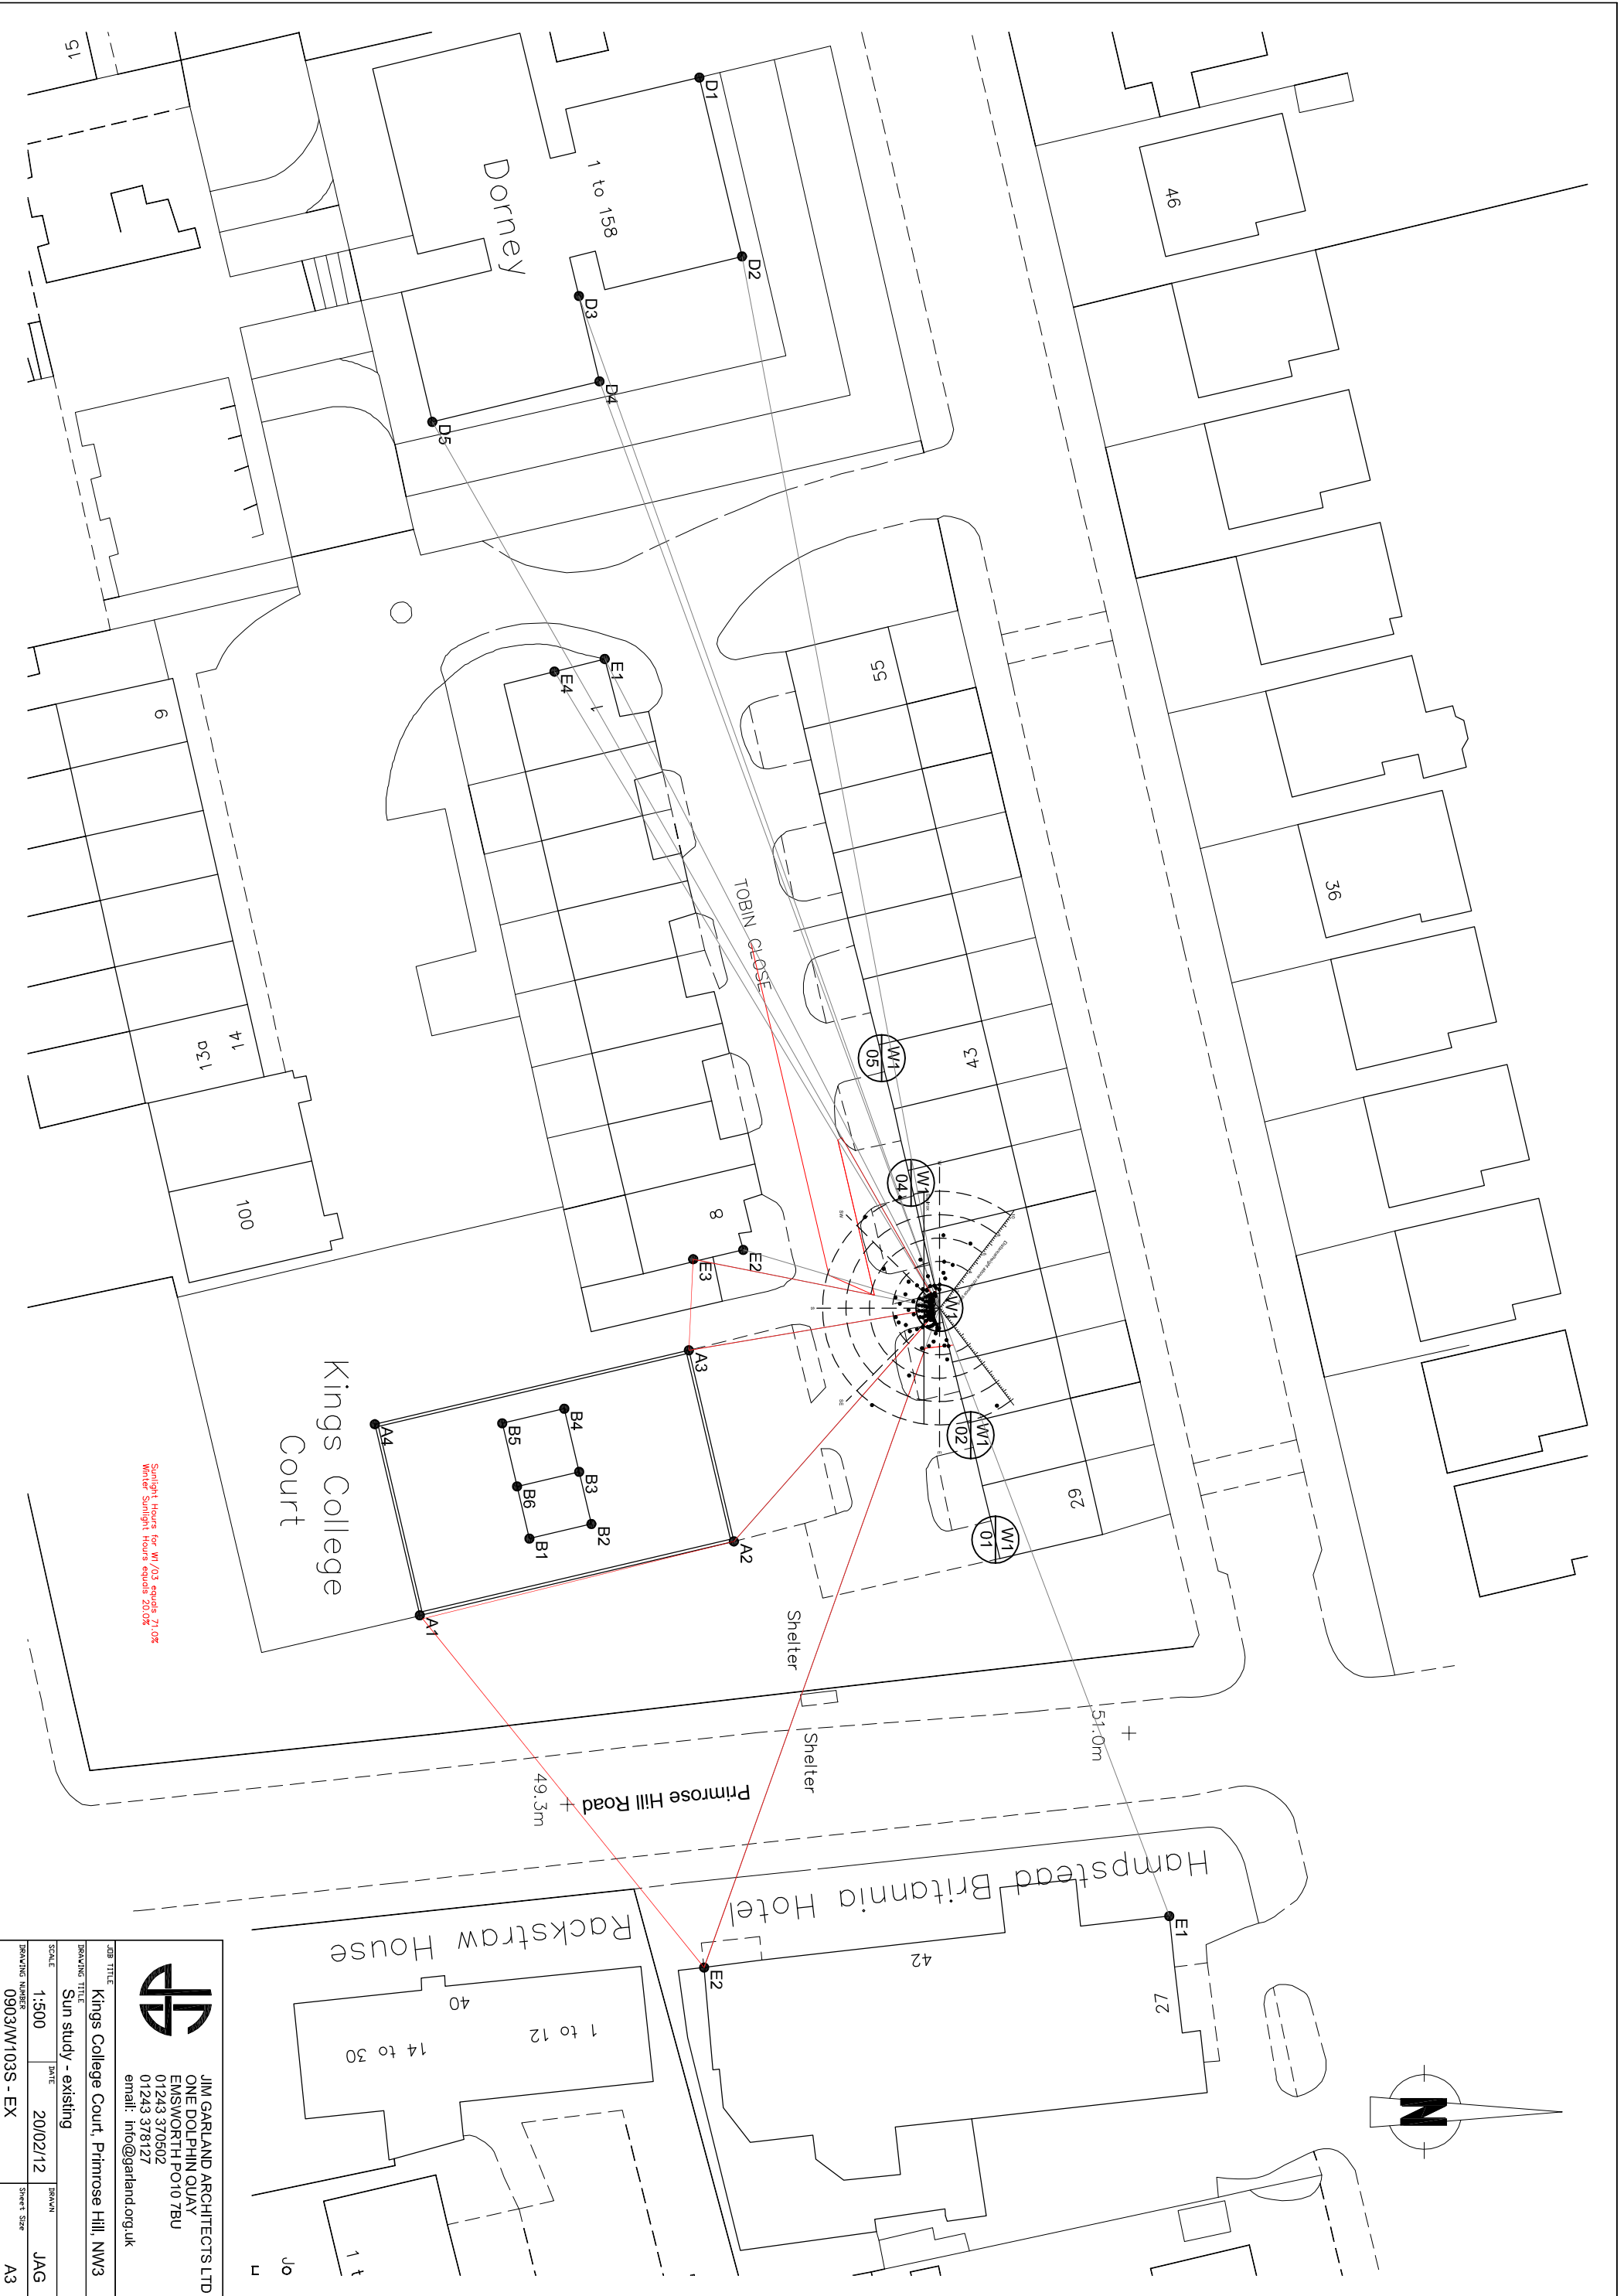 15
Dorney
1 to 158
D1
D2
D3
D4
D5
46
36
55
43
29
E1
E4
1
TOBIN CLOSE
W1
05
W1
04
W1
W1
02
W1
01
8
E2
E3
9
14
13a
100
A3
A4
A2
A1
B4
B5
B3
B6
B2
B1
Kings College
Court
Sunlight Hours for W1/03 equals 71.0%
Winter Sunlight Hours equals 20.0%
Shelter
Shelter
51.0m
49.3m
Primrose Hill Road
Hampstead Britannia Hotel
42
27
E1
E2
Rackstraw House
40
1 to 12
14 to 30
N
1 t
JIM GARLAND ARCHITECTS LTD
ONE DOLPHIN QUAY
EMSWORTH PO10 7BU
01243 370502
01243 378127
email: info@garland.org.uk
JOB TITLE
Kings College Court, Primrose Hill, NW3
DRAWING TITLE
Sun study - existing
SCALE
1:500
DATE
20/02/12
DRAWN
JAG
DRAWING NUMBER
0903/W103S - EX
Sheet Size
A3